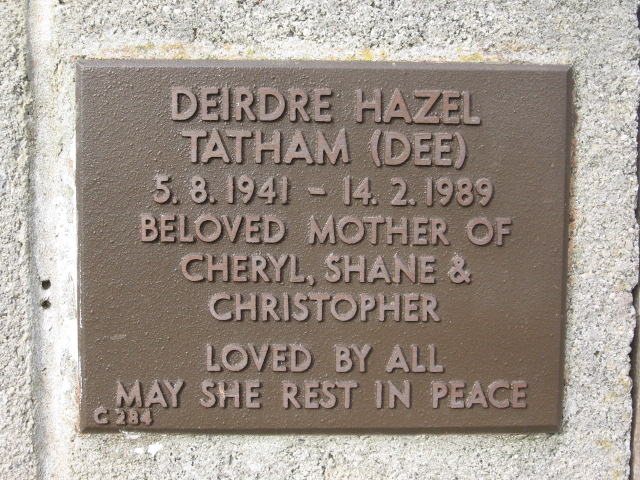 DEIRDRE HAZEL
TATHAM (DEE)
5. 8. 1941 - 14. 2. 1989
BELOVED MOTHER OF
CHERYL, SHANE &
CHRISTOPHER
LOVED BY ALL
MAY SHE REST IN PEACE
C 284